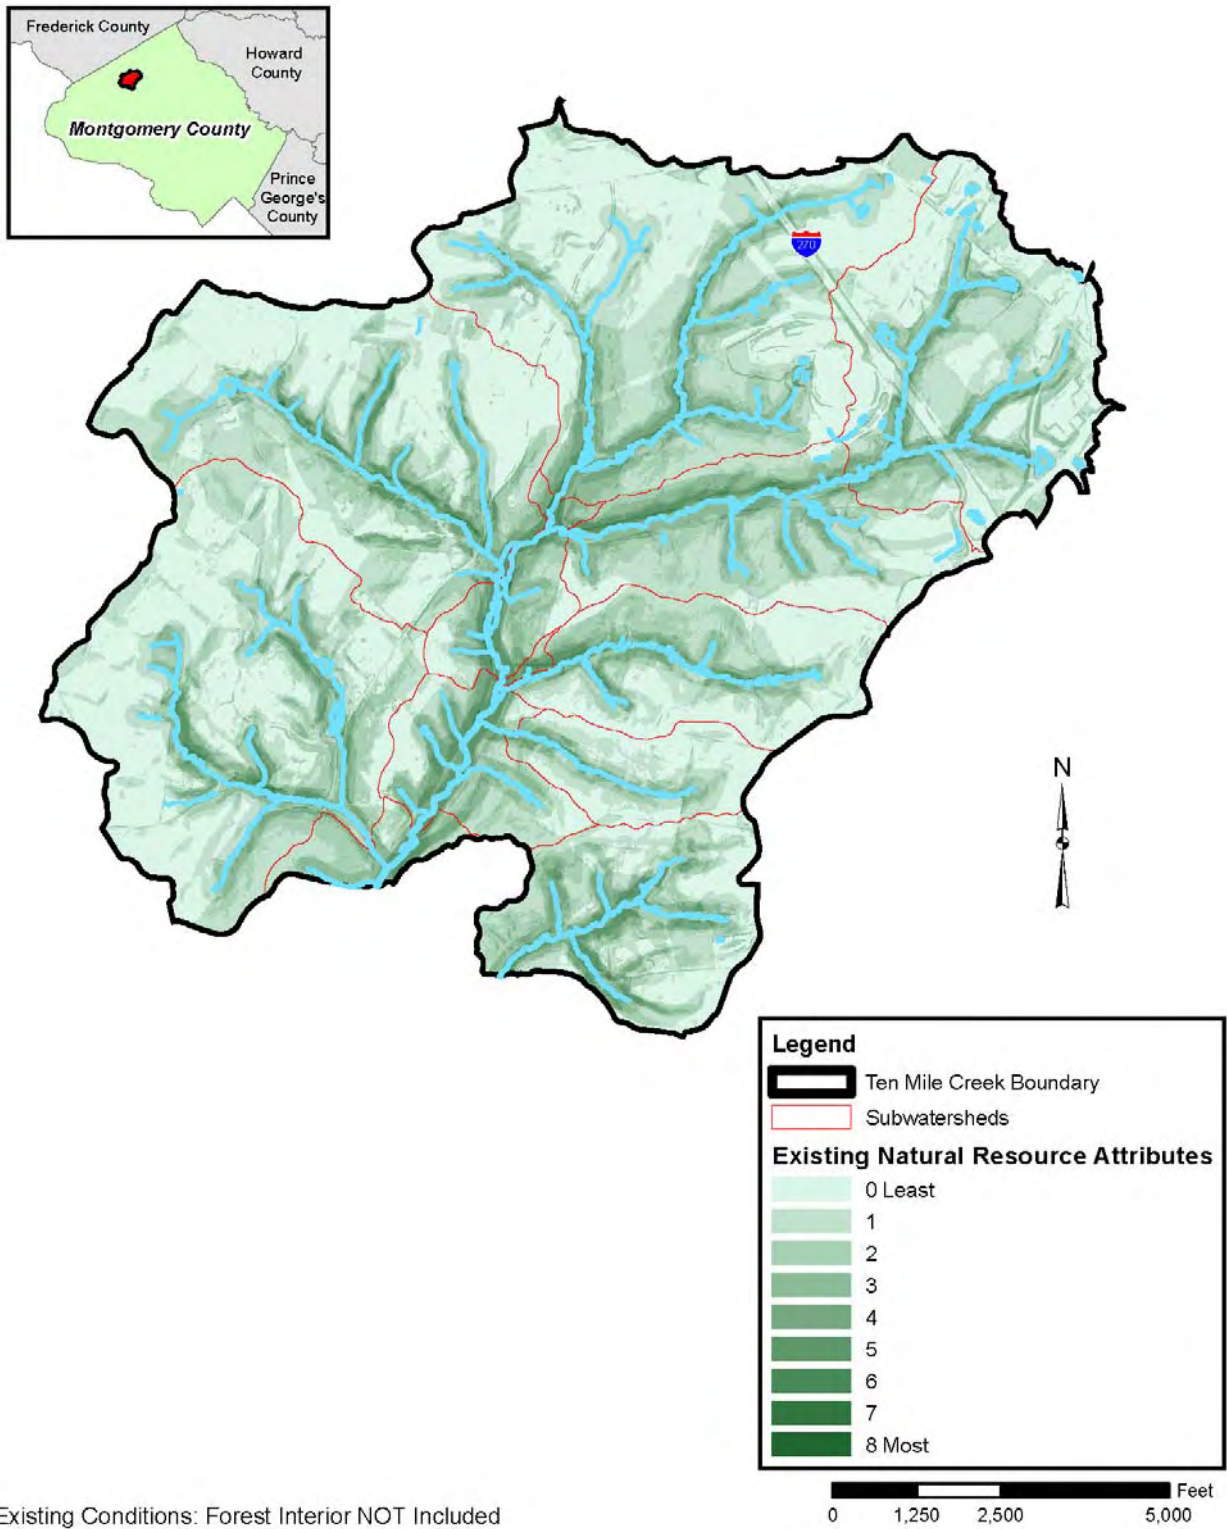 Frederick County
Howard
County
Montgomery County
Prince
George's
County
270
N
Legend
Ten Mile Creek Boundary
Subwatersheds
Existing Natural Resource Attributes
0 Least
1
2
3
4
5
6
7
8 Most
Feet
0 1,250 2,500 5,000
Existing Conditions: Forest Interior NOT Included